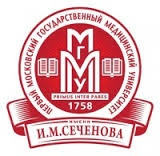 ПЕРВЫЙ МОСКОВСКИЙ ГОСУДАРСТВЕННЫЙ МЕДИЦИНСКИЙ УНИВЕРСИТЕТ
МГМУ
PRIMUS INTER PARES
1758
ИМЕНИ
И.М.СЕЧЕНОВА